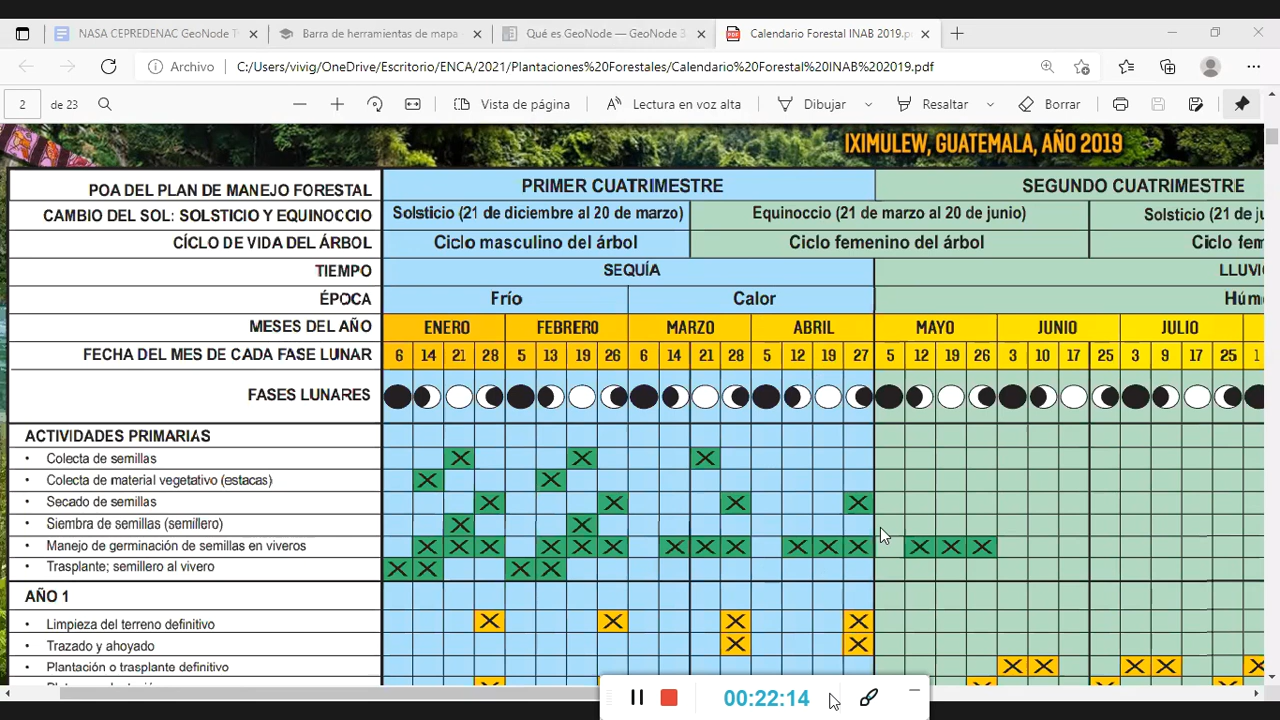 NASA CEPREDENAC GeoNode T
Barra de herramientas de mapa
Qué es GeoNode — GeoNode 3
Calendario Forestal INAB 2019.p
Archivo
C:/Users/vivig/OneDrive/Escritorio/ENCA/2021/Plantaciones%20Forestales/Calendario%20Forestal%20INAB%202019.pdf
2 de 23
Vista de página
Lectura en voz alta
Dibujar
Resaltar
Borrar
IXIMULEW, GUATEMALA, AÑO 2019
POA DEL PLAN DE MANEJO FORESTAL PRIMER CUATRIMESTRE SEGUNDO CUATRIMESTRE
CAMBIO DEL SOL: SOLSTICIO Y EQUINOCCIO Solsticio (21 de diciembre al 20 de marzo) Equinoccio (21 de marzo al 20 de junio) Solsticio (21 de ju
CÍCLO DE VIDA DEL ÁRBOL Ciclo masculino del árbol Ciclo femenino del árbol Ciclo fem
TIEMPO SEQUÍA LLUVI
ÉPOCA Frío Calor Húm
MESES DEL AÑO ENERO FEBRERO MARZO ABRIL MAYO JUNIO JULIO
FECHA DEL MES DE CADA FASE LUNAR 6 14 21 28 5 13 19 26 6 14 21 28 5 12 19 27 5 12 19 26 3 10 17 25 3 9 17 25 1
FASES LUNARES
ACTIVIDADES PRIMARIAS
• Colecta de semillas X X X
• Colecta de material vegetativo (estacas) X X
• Secado de semillas X X X X
• Siembra de semillas (semillero) X X
• Manejo de germinación de semillas en viveros X X X X X X X X X X X X X X X
• Trasplante; semillero al vivero X X X X
AÑO 1
• Limpieza del terreno definitivo X X X X
• Trazado y ahoyado X X
• Plantación o trasplante definitivo X X X X X
00:22:14